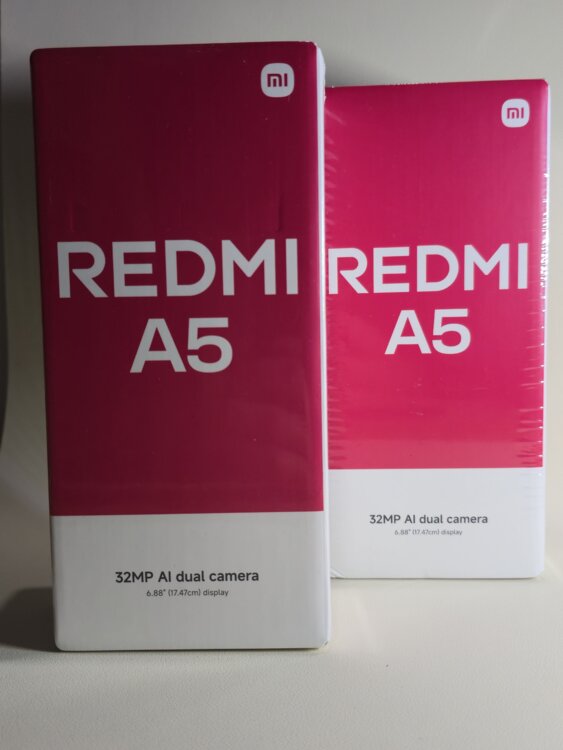 mi
REDMI
A5
32MP AI dual camera
6.88" (17.47cm) display
mi
REDMI
A5
32MP AI dual camera
6.88" (17.47cm) display